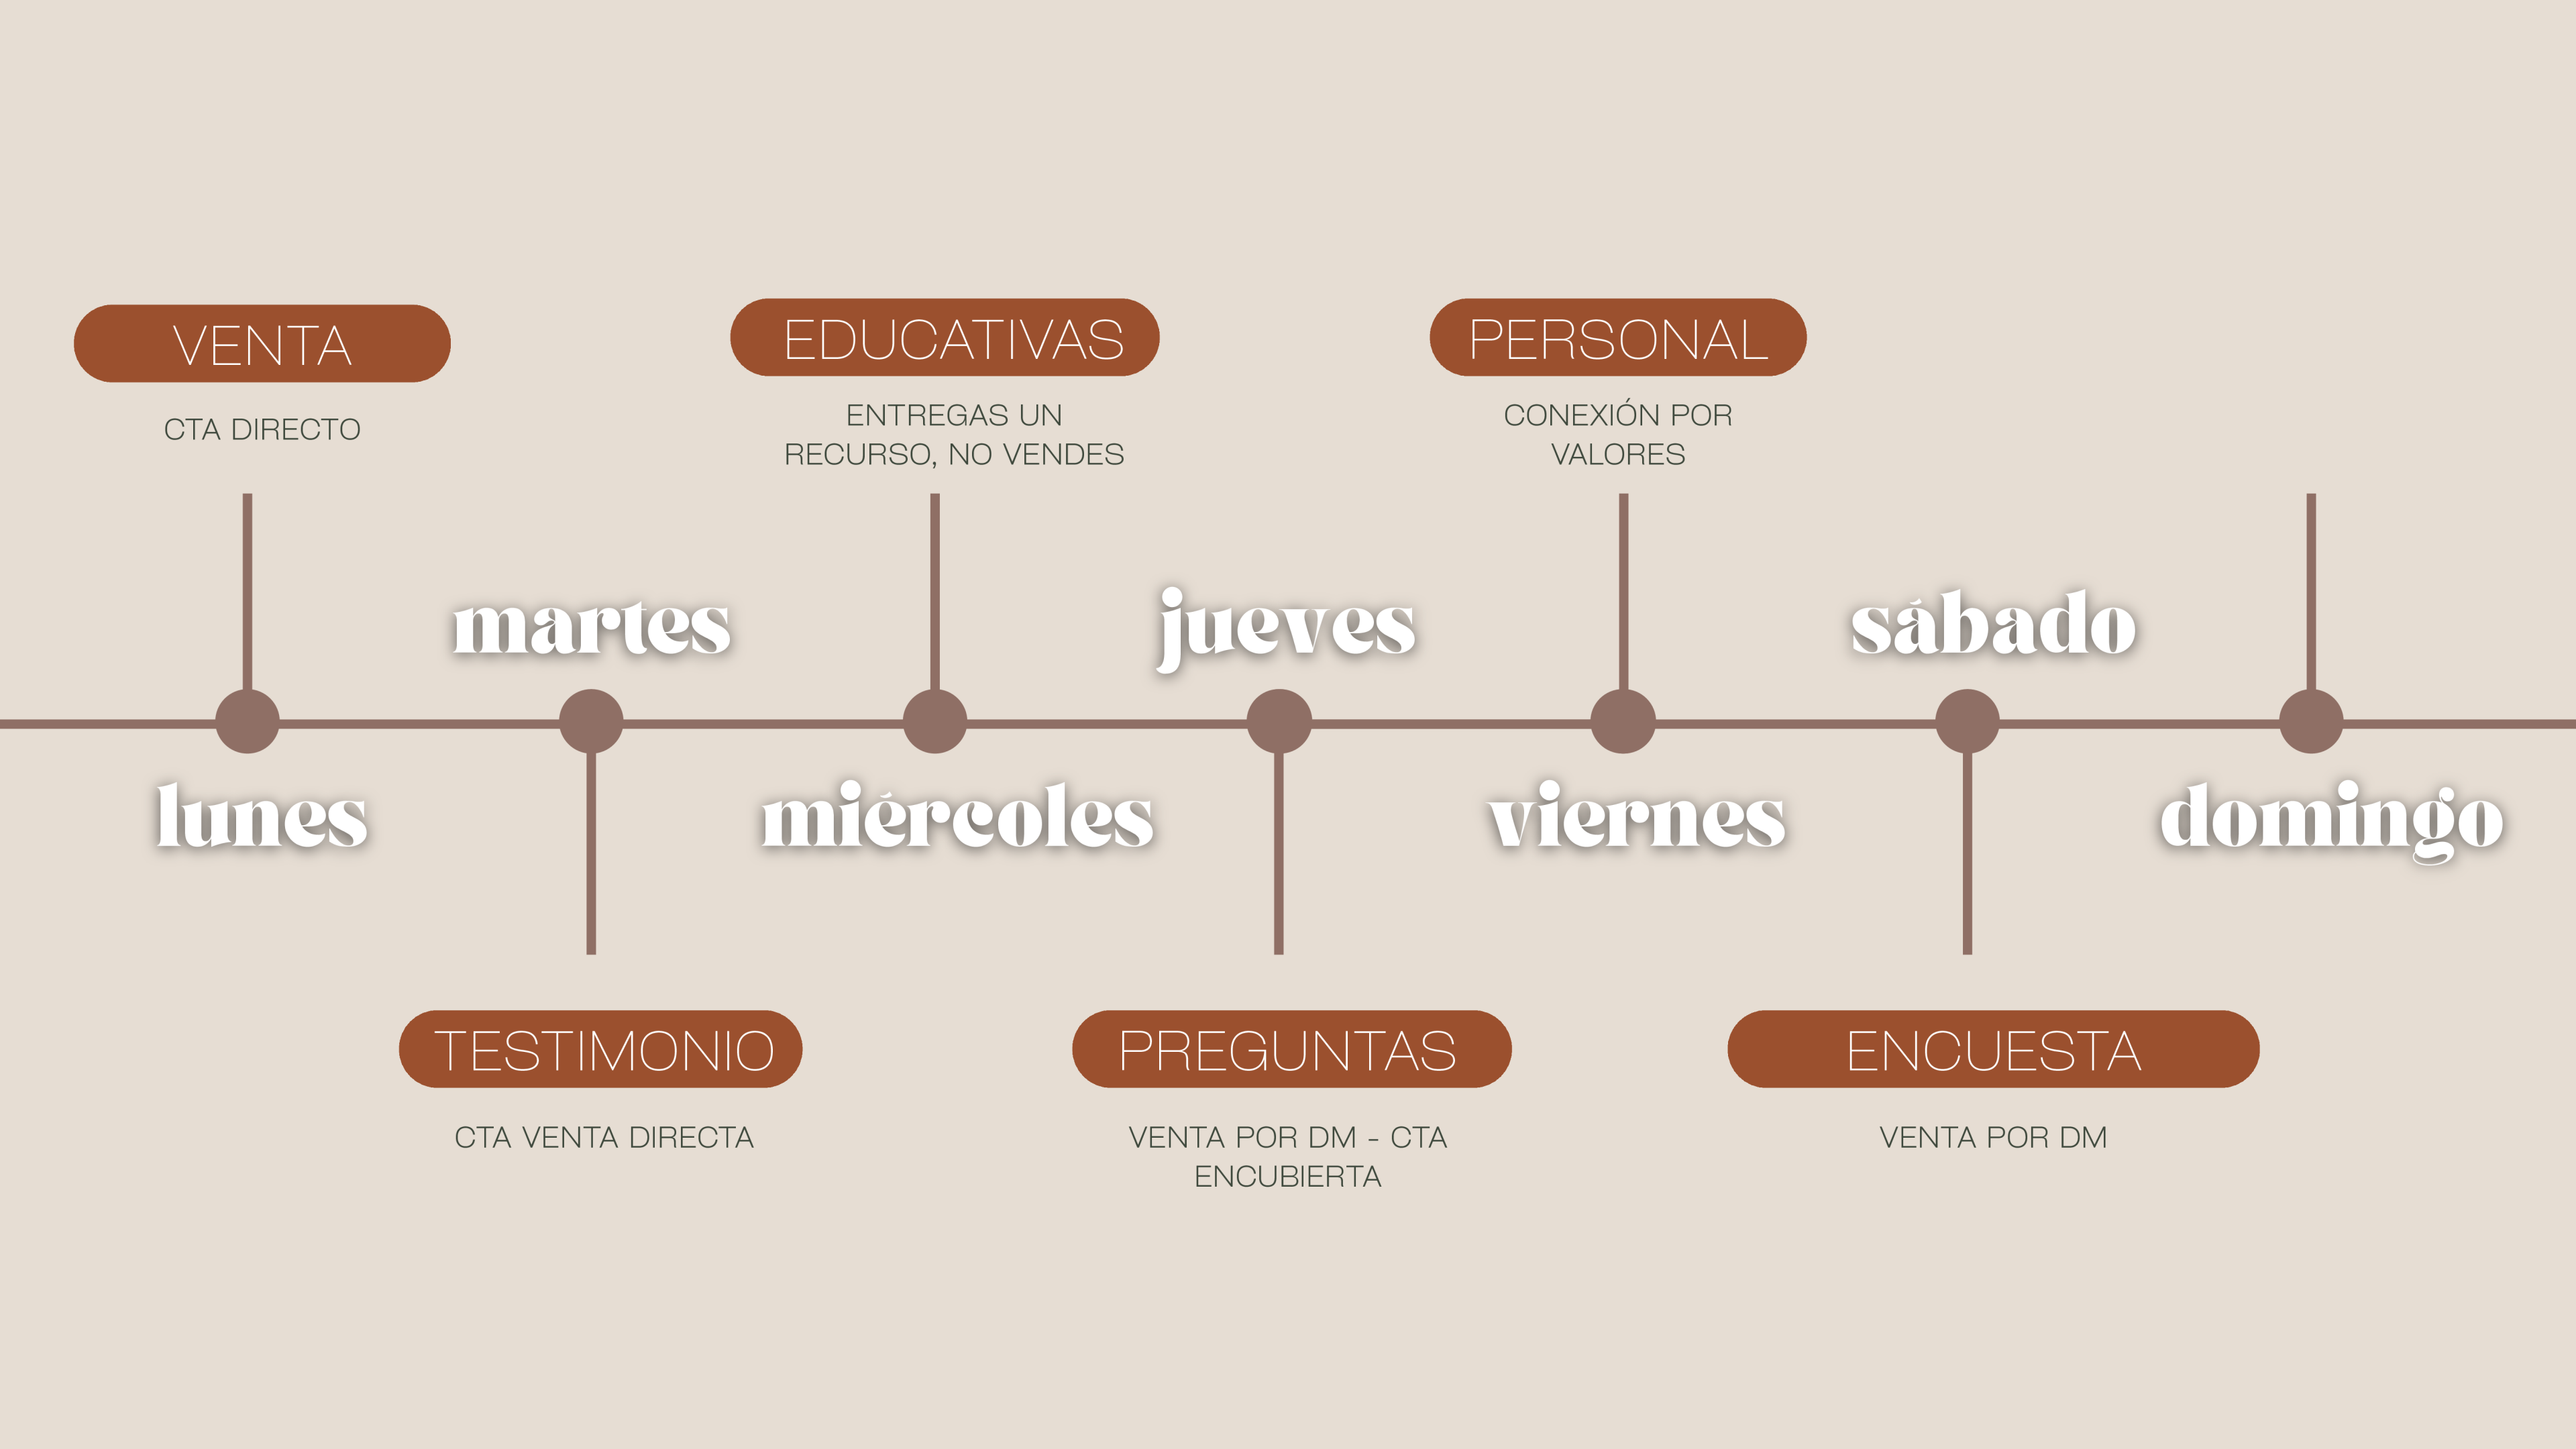 VENTA
CTA DIRECTO
EDUCATIVAS
ENTREGAS UN
RECURSO, NO VENDES
PERSONAL
CONEXIÓN POR
VALORES
martes
jueves
sábado
lunes
miércoles
viernes
domingo
TESTIMONIO
CTA VENTA DIRECTA
PREGUNTAS
VENTA POR DM - CTA
ENCUBIERTA
ENCUESTA
VENTA POR DM